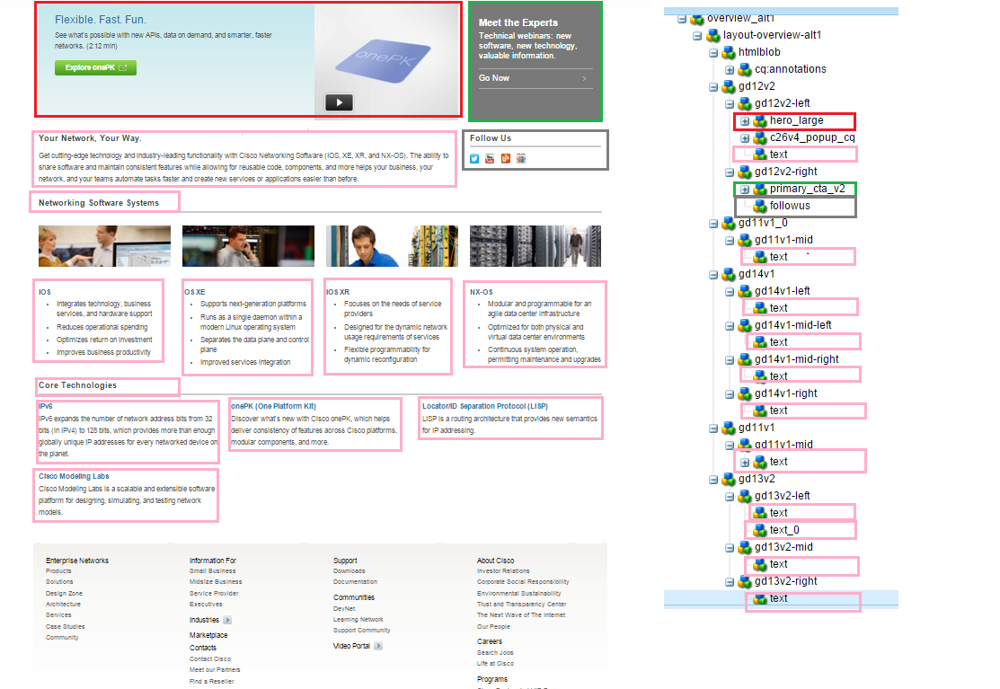 Flexible. Fast. Fun.
See what's possible with new APIs, data on demand, and smarter, faster
networks. (2:12 min)
Explore onePK
onePK
Meet the Experts
Technical webinars: new
software, new technology,
valuable information.
Go Now
Your Network, Your Way.
Get cutting-edge technology and industry-leading functionality with Cisco Networking Software (IOS, XE, XR, and NX-OS). The ability to
share software and maintain consistent features while allowing for reusable code, components, and more helps your business, your
network, and your teams automate tasks faster and create new services or applications easier than before.
Follow Us
Networking Software Systems
IOS
Integrates technology, business
services, and hardware support
Reduces operational spending
Optimizes return on investment
Improves business productivity
OS XE
Supports next-generation platforms
Runs as a single daemon within a
modern Linux operating system
Separates the data plane and control
plane
Improved services integration
IOS XR
Focuses on the needs of service
providers
Designed for the dynamic network
usage requirements of services
Flexible programmability for
dynamic reconfiguration
NX-OS
Modular and programmable for an
agile data center infrastructure
Optimized for both physical and
virtual data center environments
Continuous system operation,
permitting maintenance and upgrades
Core Technologies
IPv6
IPv6 expands the number of network address bits from 32
bits (in IPv4) to 128 bits, which provides more than enough
globally unique IP addresses for every networked device on
the planet.
onePK (One Platform Kit)
Discover what's new with Cisco onePK, which helps
deliver consistency of features across Cisco platforms,
modular components, and more.
Locator/ID Separation Protocol (LISP)
LISP is a routing architecture that provides new semantics
for IP addressing.
Cisco Modeling Labs
Cisco Modeling Labs is a scalable and extensible software
platform for designing, simulating, and testing network
models.
Enterprise Networks
Products
Solutions
Design Zone
Architecture
Services
Case Studies
Community
Information For
Small Business
Midsize Business
Service Provider
Executives
Industries
Marketplace
Contacts
Contact Cisco
Meet our Partners
Find a Reseller
Support
Downloads
Documentation
Communities
DevNet
Learning Network
Support Community
Video Portal
About Cisco
Investor Relations
Corporate Social Responsibility
Environmental Sustainability
Trust and Transparency Center
The Next Wave of The Internet
Our People
Careers
Search Jobs
Life at Cisco
Programs
overview_alt1
layout-overview-alt1
htmlblob
cq:annotations
gd12v2
gd12v2-left
hero_large
c26v4_popup_cq
text
gd12v2-right
primary_cta_v2
followus
gd11v1_0
gd11v1-mid
text
gd14v1
gd14v1-left
text
gd14v1-mid-left
text
gd14v1-mid-right
text
gd14v1-right
text
gd11v1
gd11v1-mid
text
gd13v2
gd13v2-left
text
text_0
gd13v2-mid
text
gd13v2-right
text